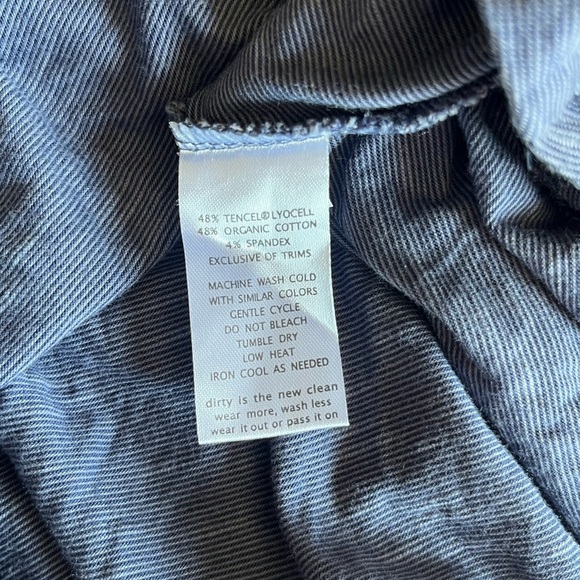 48% TENCEL®LYOCELL
48% ORGANIC COTTON
4% SPANDEX
EXCLUSIVE OF TRIMS
MACHINE WASH COLD
WITH SIMILAR COLORS
GENTLE CYCLE
DO NOT BLEACH
TUMBLE DRY
LOW HEAT
IRON COOL AS NEEDED
dirty is the new clean
wear more, wash less
wear it out or pass it on